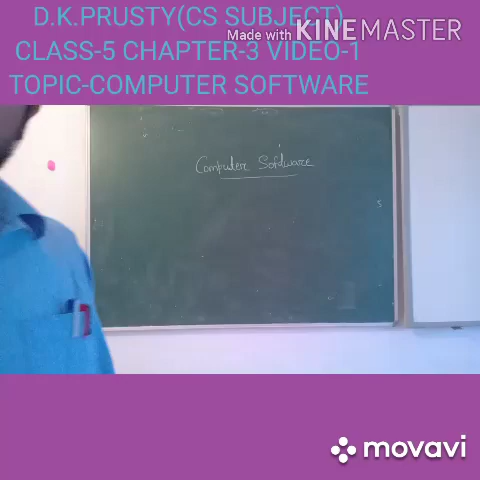 D.K.PRUSTY(CS SUBJECT)
Made with KINEMASTER
CLASS-5 CHAPTER-3 VIDEO-1
TOPIC-COMPUTER SOFTWARE
Computer Software
S
movavi